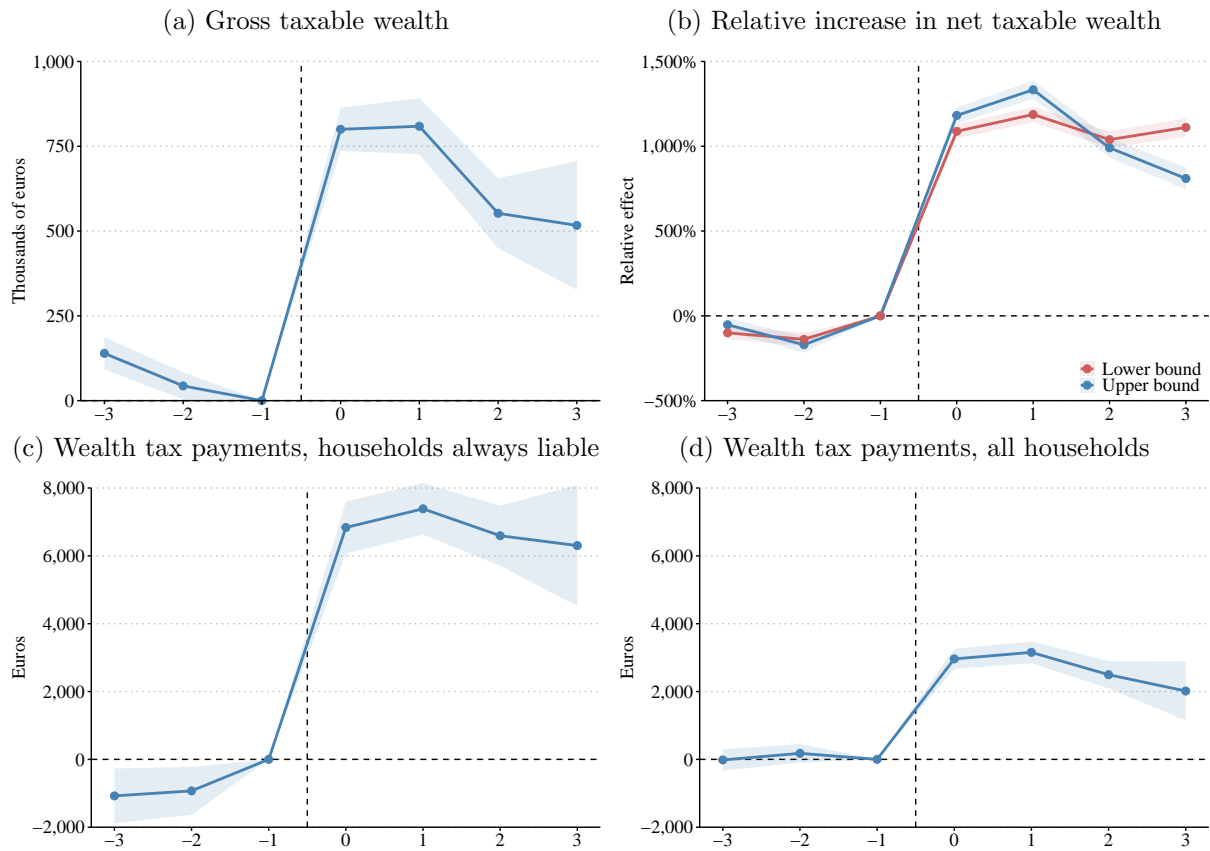 (a) Gross taxable wealth
1,000
750
500
250
0
Thousands of euros
−3 −2 −1 0 1 2 3
(b) Relative increase in net taxable wealth
1,500%
1,000%
500%
0%
−500%
Relative effect
Lower bound
Upper bound
−3 −2 −1 0 1 2 3
(c) Wealth tax payments, households always liable
8,000
6,000
4,000
2,000
0
−2,000
Euros
−3 −2 −1 0 1 2 3
(d) Wealth tax payments, all households
8,000
6,000
4,000
2,000
0
−2,000
Euros
−3 −2 −1 0 1 2 3